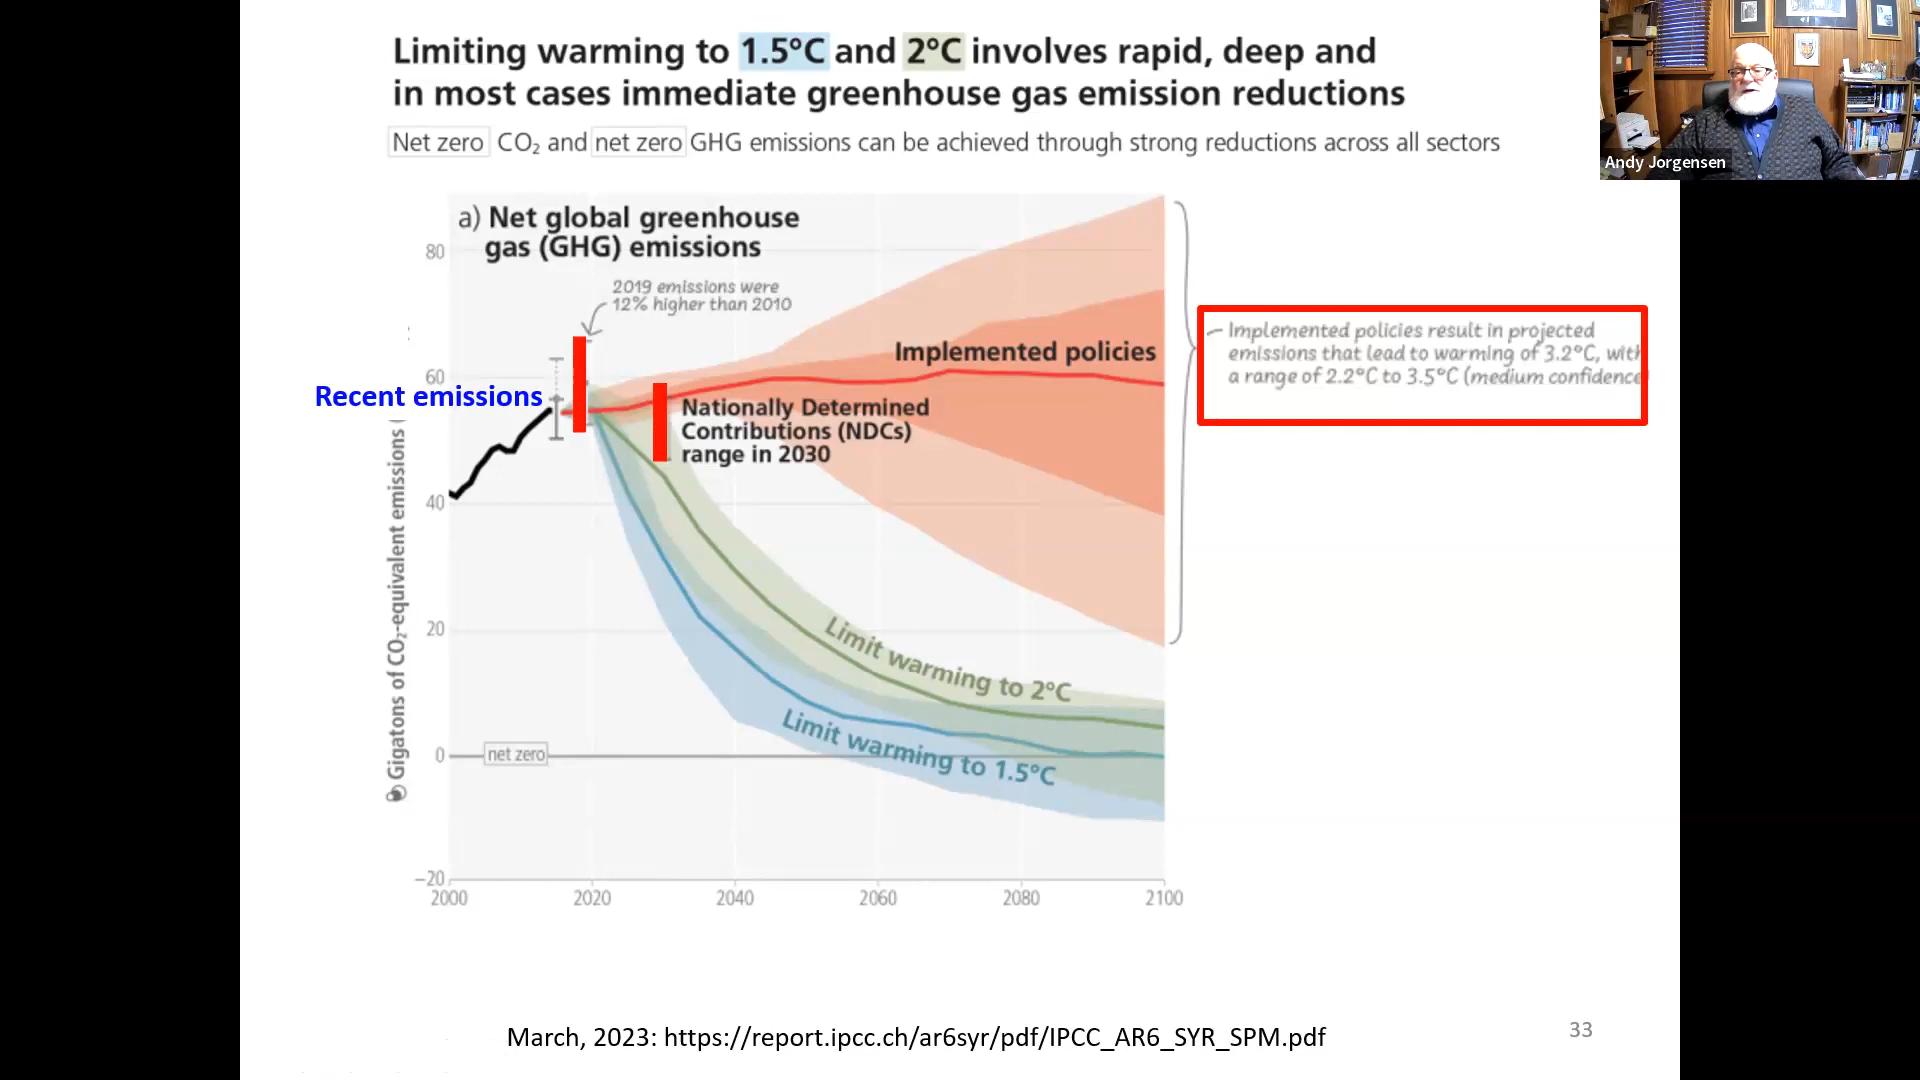 Limiting warming to 1.5°C and 2°C involves rapid, deep and
in most cases immediate greenhouse gas emission reductions
Net zero CO₂ and net zero GHG emissions can be achieved through strong reductions across all sectors
Andy Jorgensen
a) Net global greenhouse
gas (GHG) emissions
2019 emissions were
12% higher than 2010
Implemented policies
Recent emissions
Nationally Determined
Contributions (NDCs)
range in 2030
Implemented policies result in projected
emissions that lead to warming of 3.2°C, with
a range of 2.2°C to 3.5°C (medium confidence
Limit warming to 2°C
Limit warming to 1.5°C
net zero
Gigatons of CO₂-equivalent emissions (
80
60
40
20
0
−20
2000 2020 2040 2060 2080 2100
March, 2023: https://report.ipcc.ch/ar6syr/pdf/IPCC_AR6_SYR_SPM.pdf
33